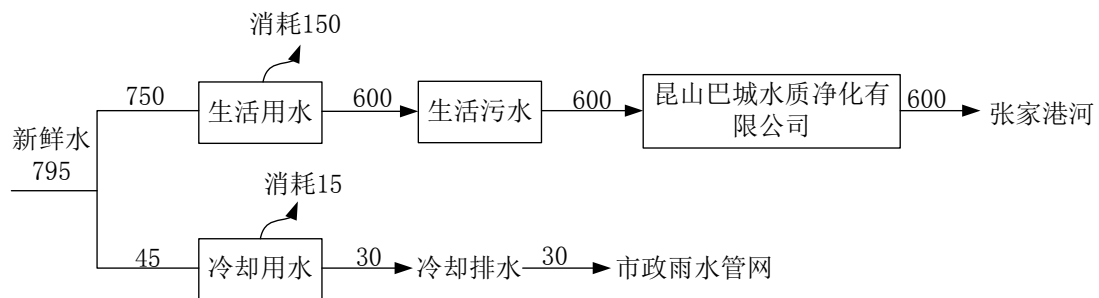 消耗150
750
生活用水
600
生活污水
600
昆山巴城水质净化有
限公司
600
张家港河
新鲜水
795
消耗15
45
冷却用水
30
冷却排水
30
市政雨水管网